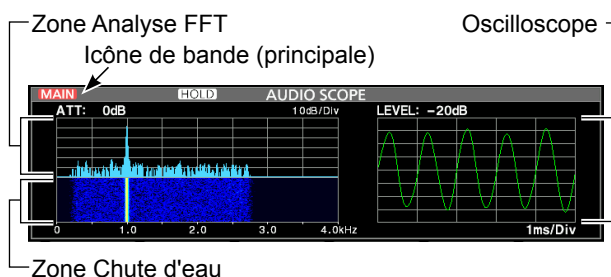 Zone Analyse FFT
Oscilloscope
Icône de bande (principale)
MAIN HOLD AUDIO SCOPE
ATT: 0dB 10dB/Div LEVEL: -20dB
0 1.0 2.0 3.0 4.0kHz 1ms/Div
Zone Chute d'eau